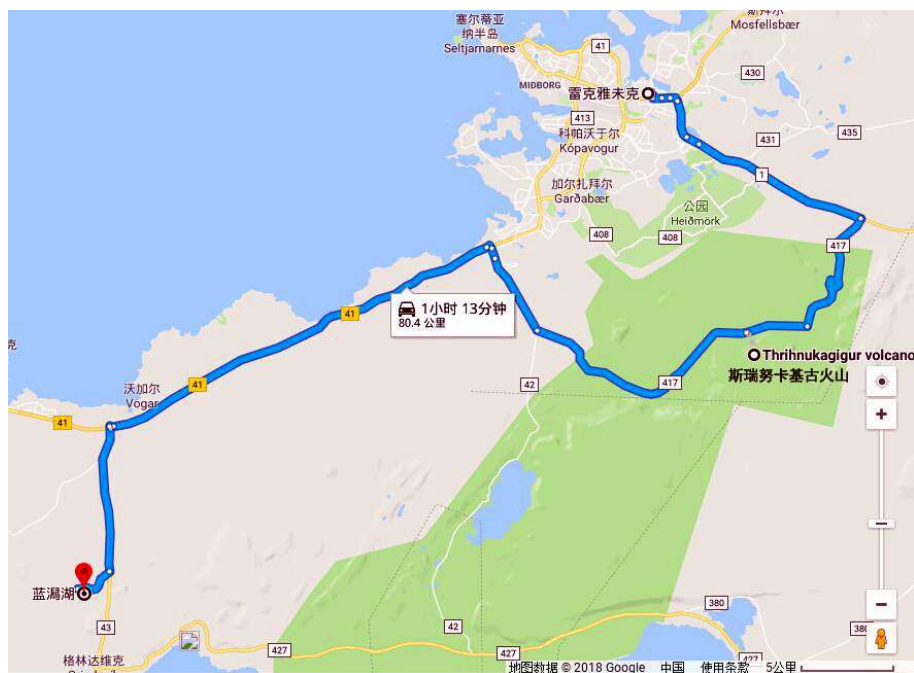 塞尔蒂亚
纳半岛
Seltjarnarnes
斯拜尔
Mosfellsbær
41
430
MIÐBORG
雷克雅未克
413
科帕沃于尔
Kópavogur
431
435
1
加尔扎拜尔
Garðabær
公园
Heiðmörk
408
408
417
1小时 13分钟
80.4 公里
41
克
沃加尔
Vogar
41
41
42
417
Thrihnukagigur volcano
斯瑞努卡基古火山
蓝潟湖
43
格林达维克
427
42
427
380
427
380
地图数据 © 2018 Google
中国
使用条款
5公里